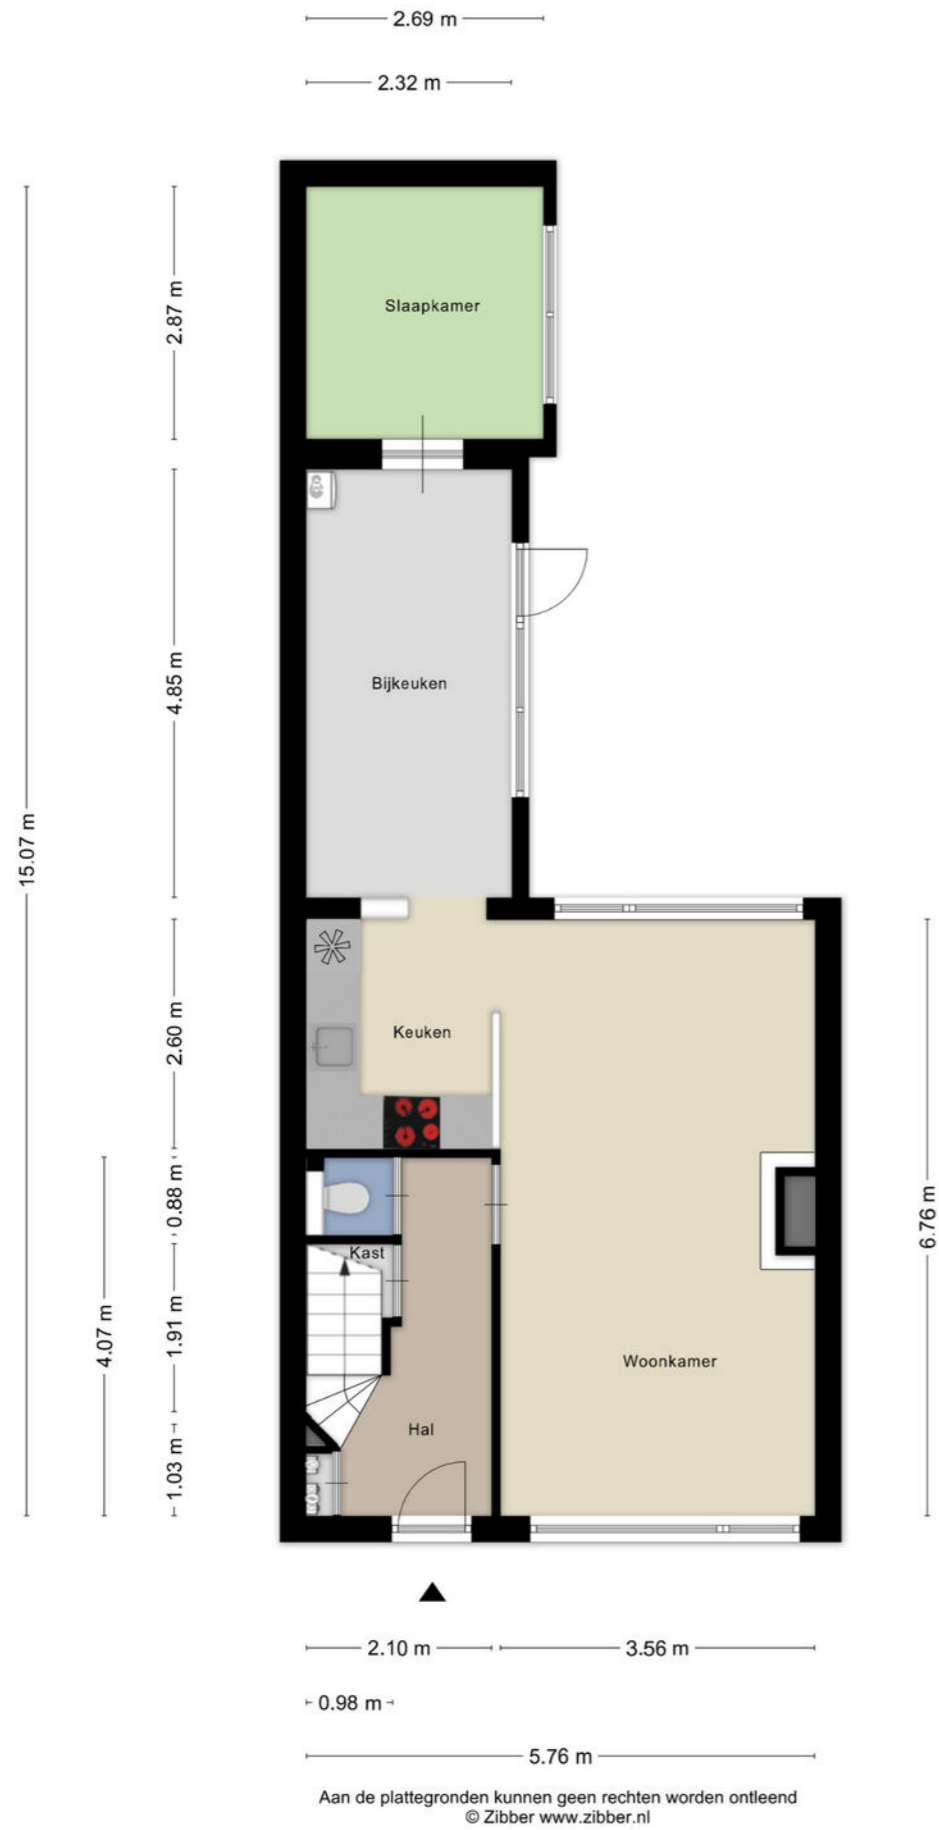 2.69 m
2.32 m
Slaapkamer
2.87 m
Bijkeuken
4.85 m
15.07 m
Keuken
2.60 m
0.88 m
6.76 m
Kast
4.07 m
1.91 m
Woonkamer
Hal
1.03 m
2.10 m
3.56 m
0.98 m
5.76 m
Aan de plattegronden kunnen geen rechten worden ontleend
© Zibber www.zibber.nl